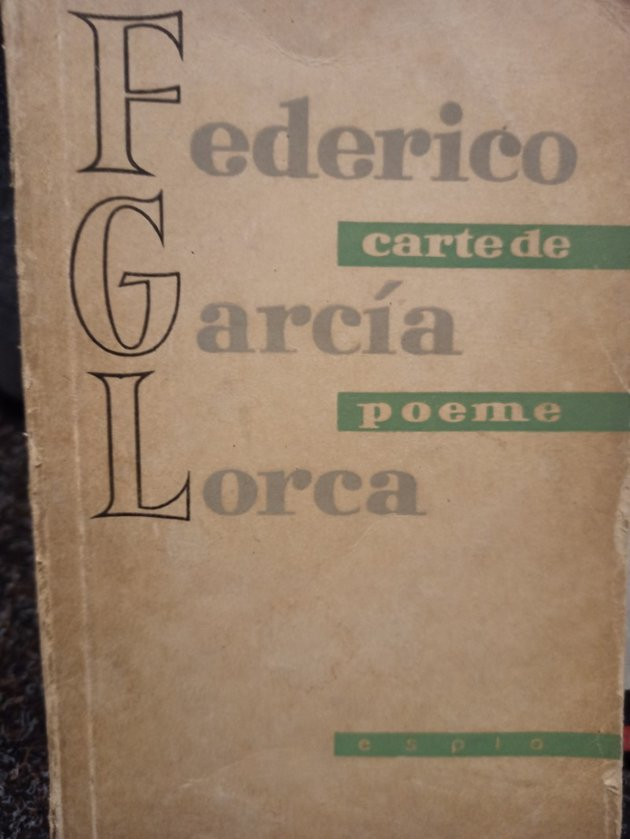 Federico
carte de
García
poeme
Lorca
espla